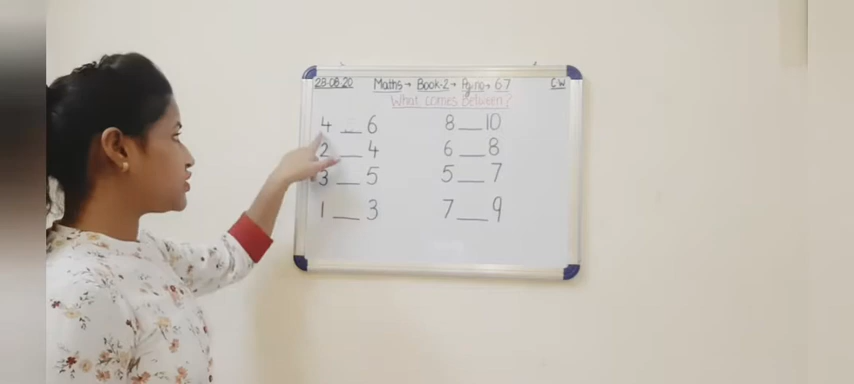 28·08·20 Maths→ Book-2→ Pg no→ 67 C.W
What comes Between?
4 __ 6 8 __ 10
2 __ 4 6 __ 8
3 __ 5 5 __ 7
1 __ 3 7 __ 9